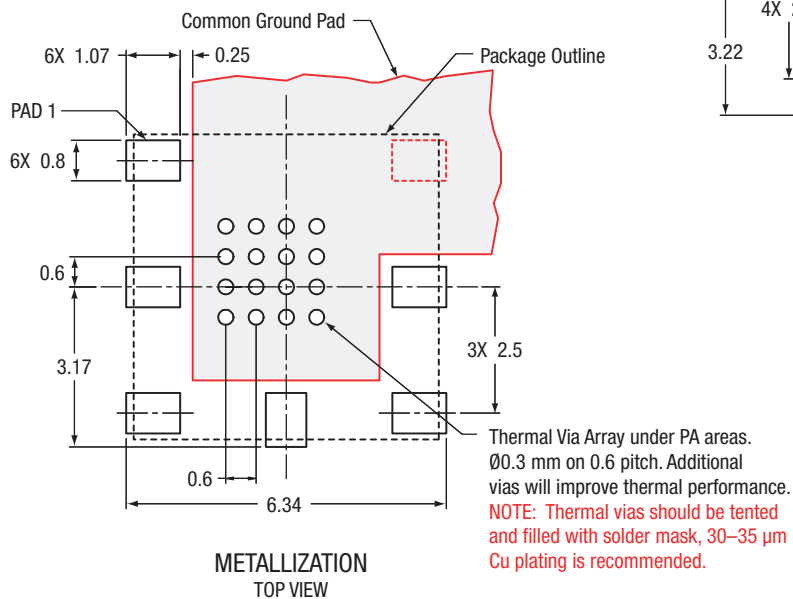 Common Ground Pad
4X
6X 1.07
0.25
Package Outline
3.22
PAD 1
6X 0.8
0.6
3.17
3X 2.5
Thermal Via Array under PA areas.
Ø0.3 mm on 0.6 pitch. Additional
vias will improve thermal performance.
NOTE: Thermal vias should be tented
and filled with solder mask, 30–35 µm
Cu plating is recommended.
0.6
6.34
METALLIZATION
TOP VIEW